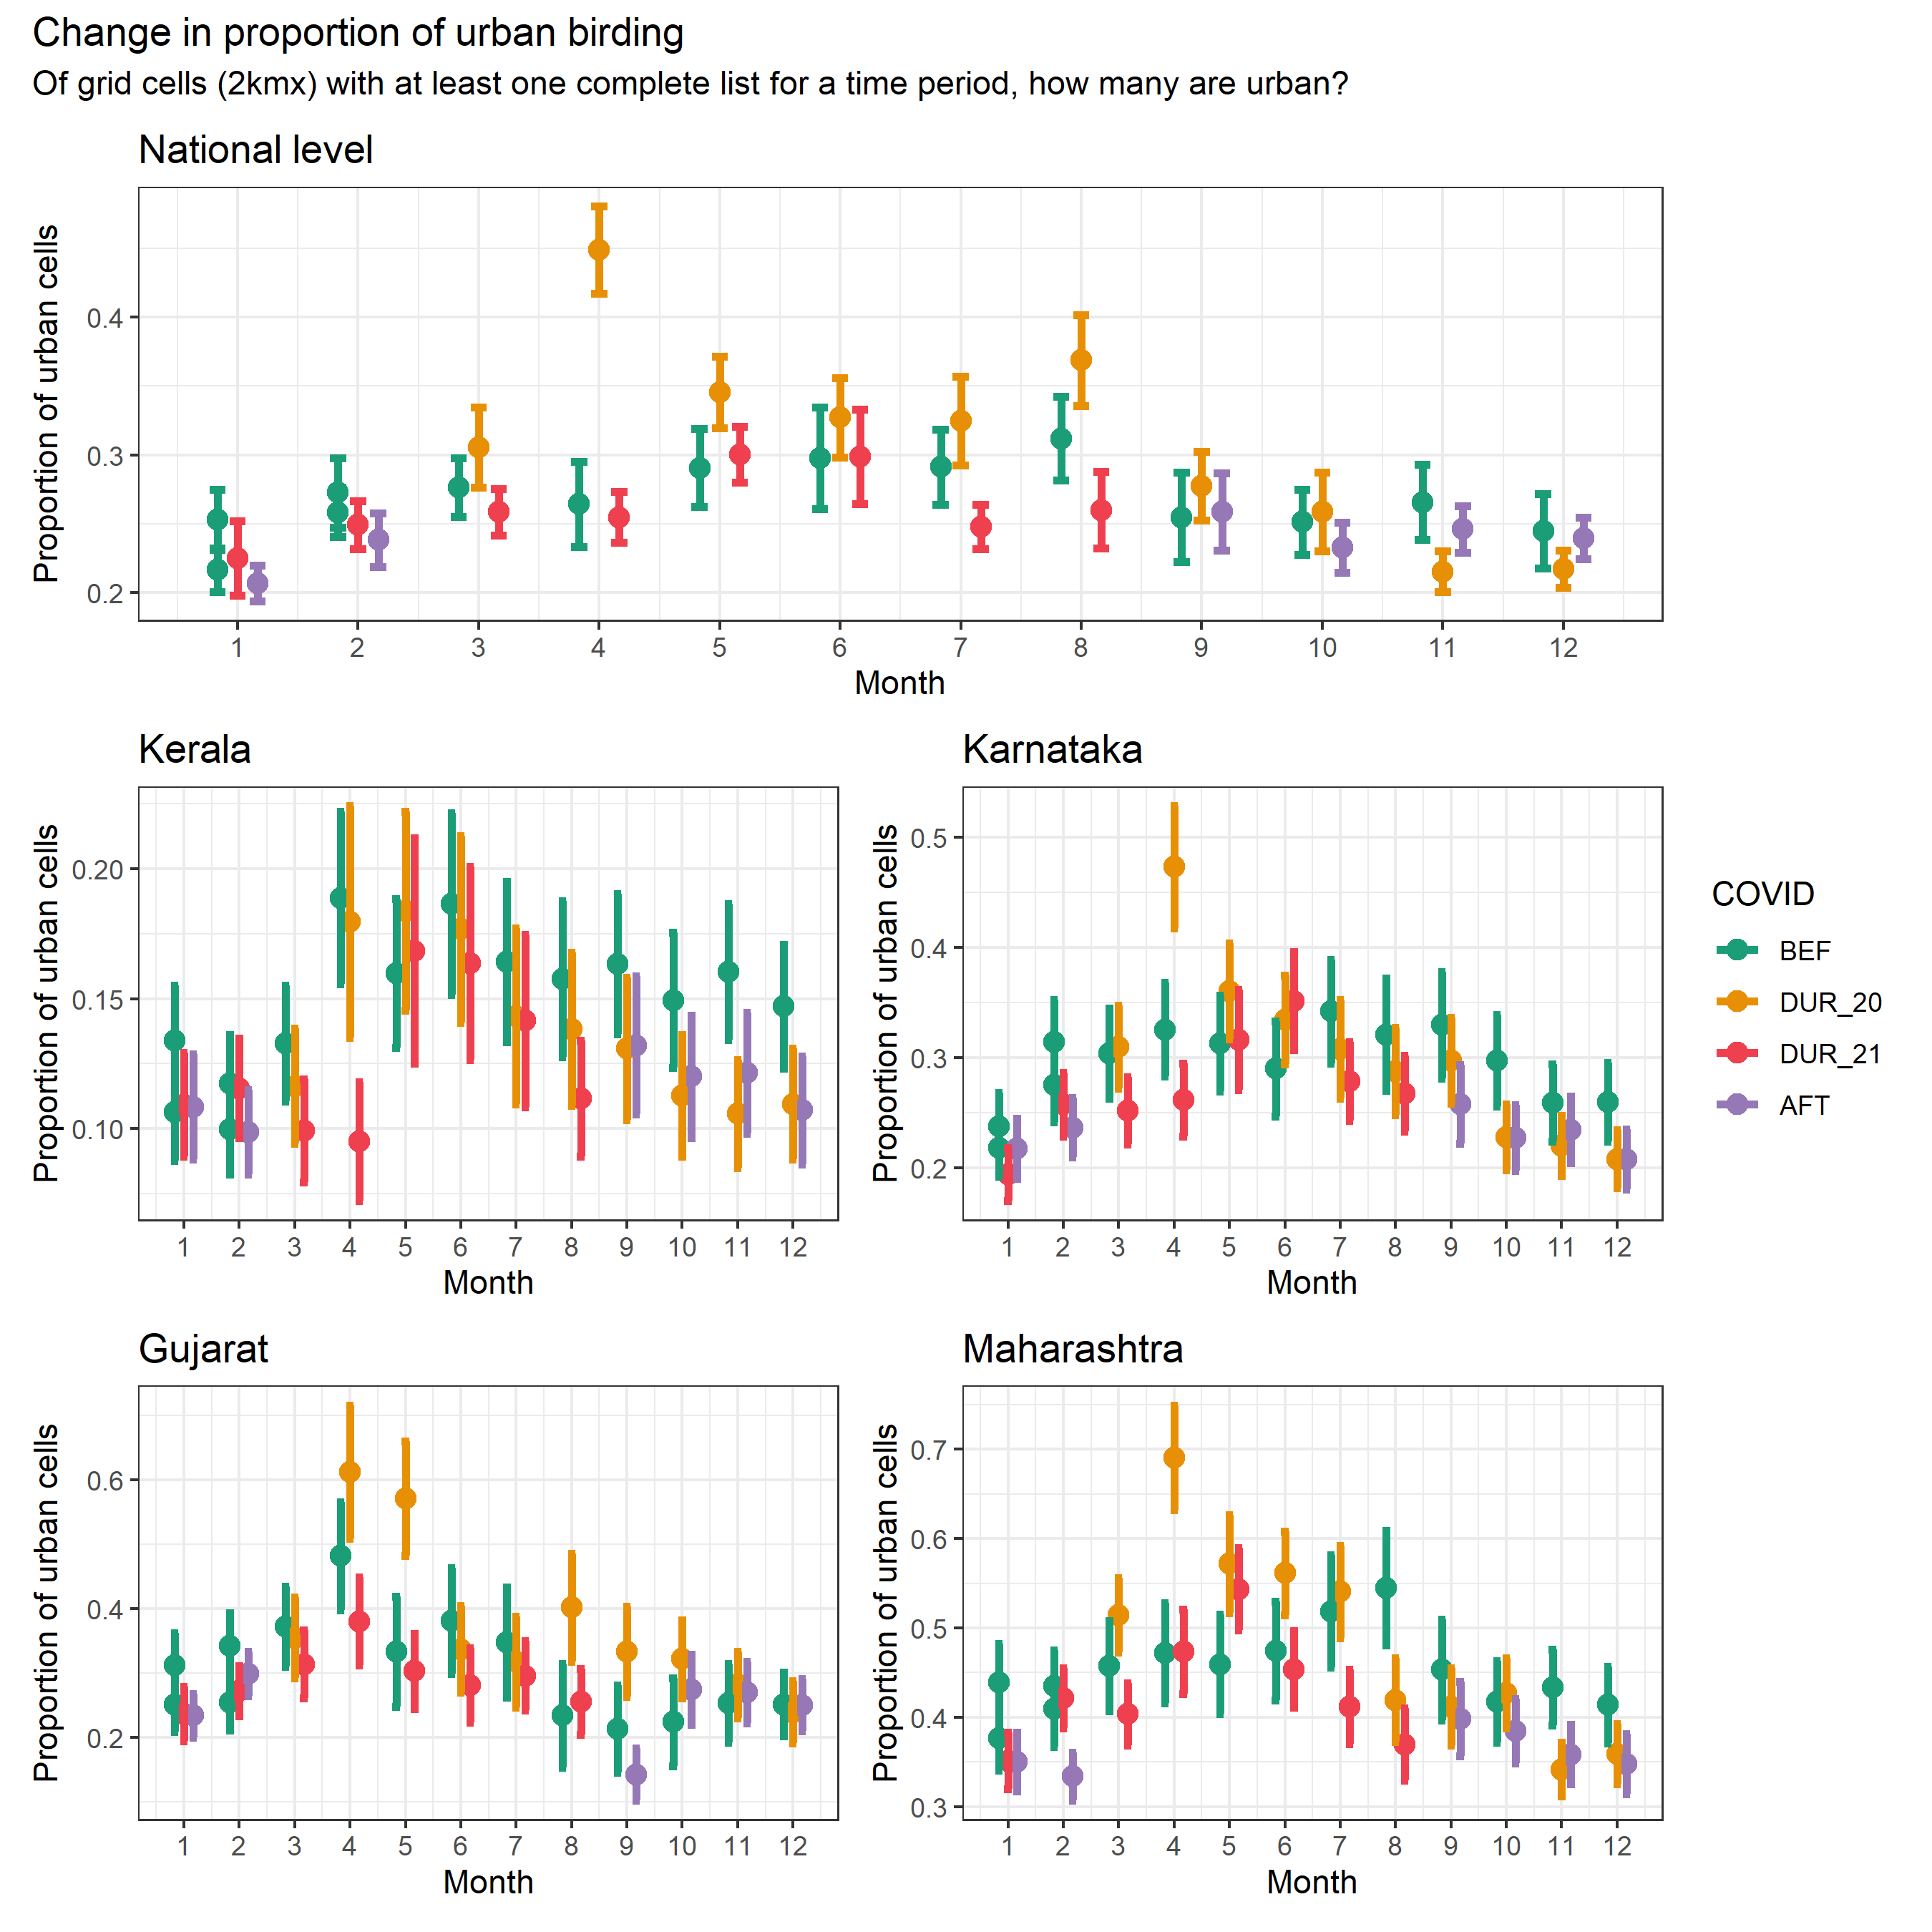 Change in proportion of urban birding
Of grid cells (2kmx) with at least one complete list for a time period, how many are urban?
National level
Proportion of urban cells
0.4
0.3
0.2
1 2 3 4 5 6 7 8 9 10 11 12
Month
Kerala
Proportion of urban cells
0.20
0.15
0.10
1 2 3 4 5 6 7 8 9 10 11 12
Month
Karnataka
Proportion of urban cells
0.5
0.4
0.3
0.2
1 2 3 4 5 6 7 8 9 10 11 12
Month
COVID
BEF
DUR_20
DUR_21
AFT
Gujarat
Proportion of urban cells
0.6
0.4
0.2
1 2 3 4 5 6 7 8 9 10 11 12
Month
Maharashtra
Proportion of urban cells
0.7
0.6
0.5
0.4
0.3
1 2 3 4 5 6 7 8 9 10 11 12
Month